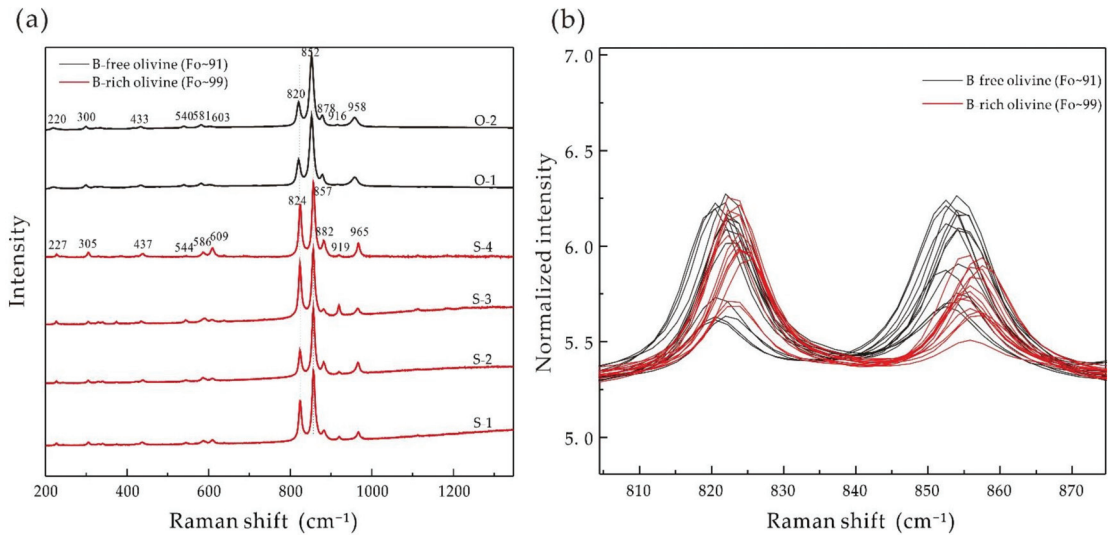 (a)
B-free olivine (Fo~91)
B-rich olivine (Fo~99)
852
820
878
916
958
220
300
433
540
581
603
O-2
O-1
857
824
882
919
965
227
305
437
544
586
609
S-4
S-3
S-2
S-1
Intensity
200
400
600
800
1000
1200
Raman shift (cm⁻¹)
(b)
B-free olivine (Fo~91)
B-rich olivine (Fo~99)
7.0
6.5
6.0
5.5
5.0
Normalized intensity
810
820
830
840
850
860
870
Raman shift (cm⁻¹)